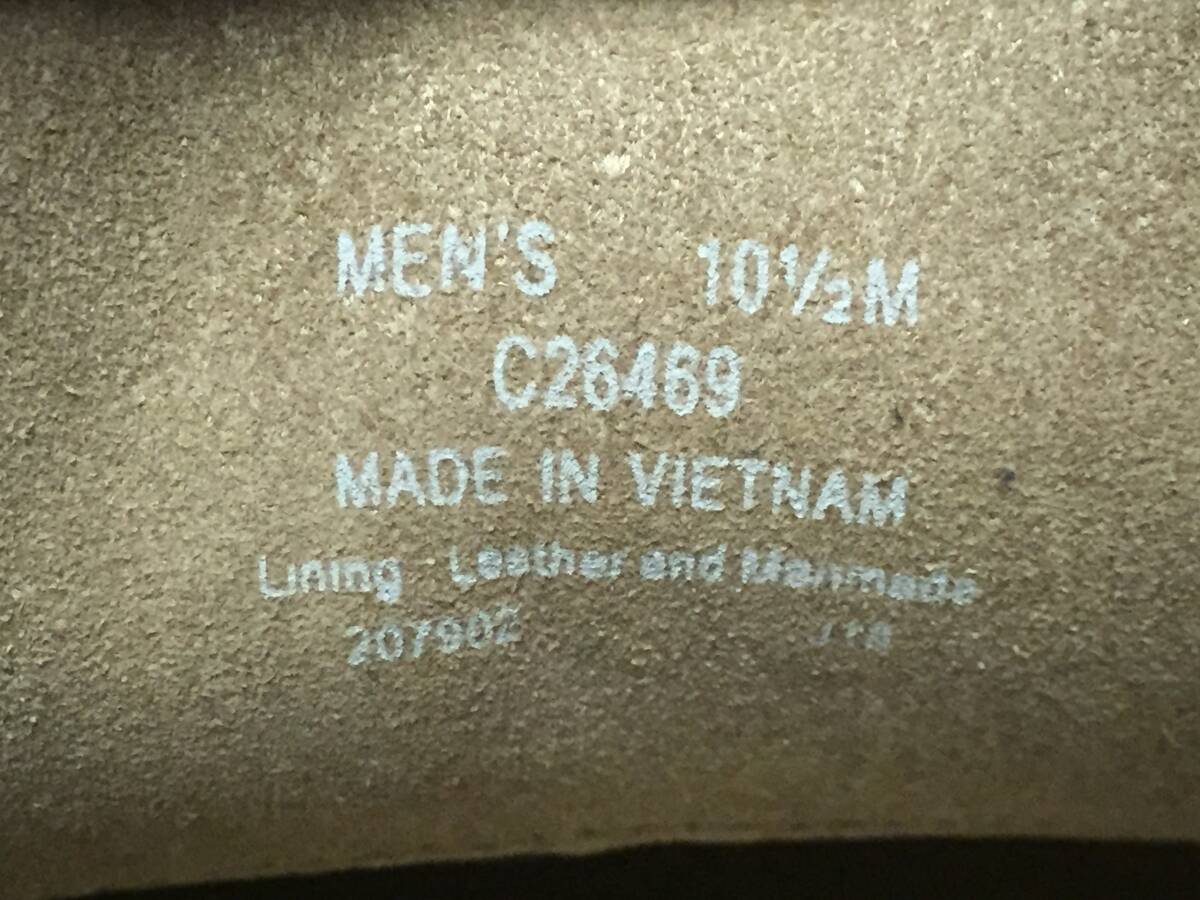 MEN'S 10½M
C26469
MADE IN VIETNAM
Lining Leather and Manmade
207902